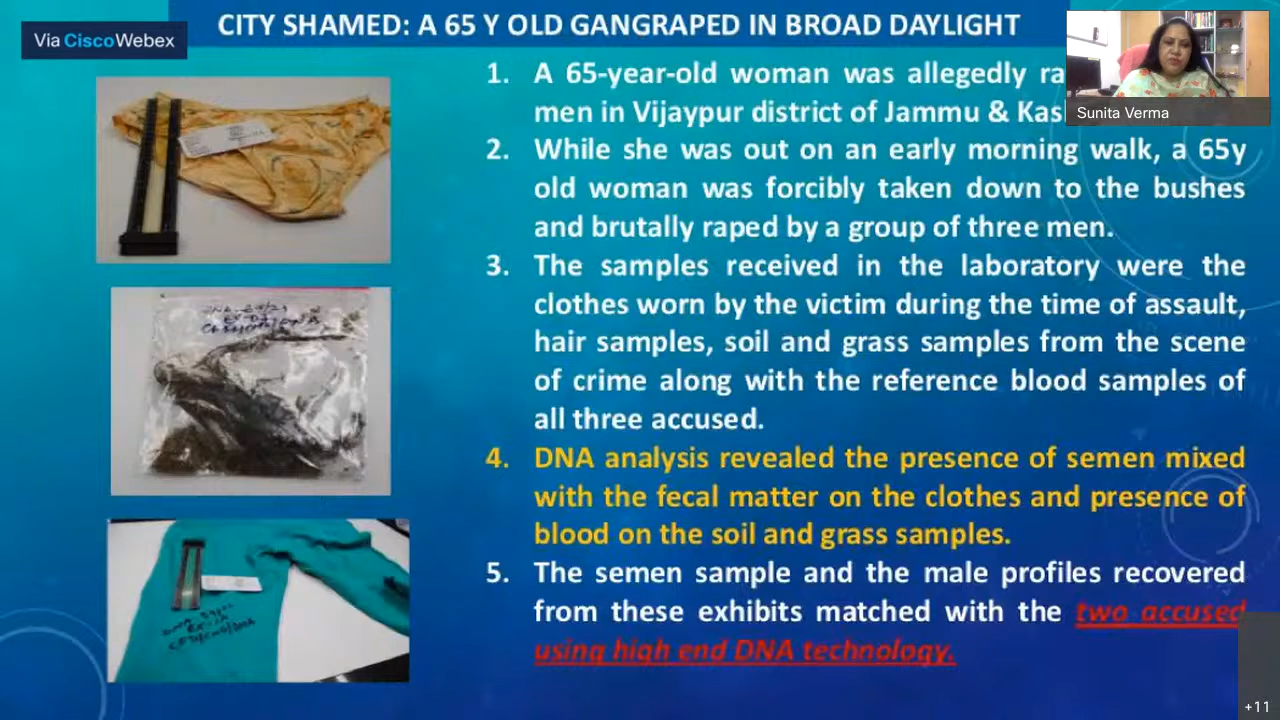 CITY SHAMED: A 65 Y OLD GANGRAPED IN BROAD DAYLIGHT
Via CiscoWebex
Sunita Verma
1. A 65-year-old woman was allegedly ra
men in Vijaypur district of Jammu & Kas
2. While she was out on an early morning walk, a 65y
old woman was forcibly taken down to the bushes
and brutally raped by a group of three men.
3. The samples received in the laboratory were the
clothes worn by the victim during the time of assault,
hair samples, soil and grass samples from the scene
of crime along with the reference blood samples of
all three accused.
4. DNA analysis revealed the presence of semen mixed
with the fecal matter on the clothes and presence of
blood on the soil and grass samples.
5. The semen sample and the male profiles recovered
from these exhibits matched with the two accused
using high end DNA technology.
+11